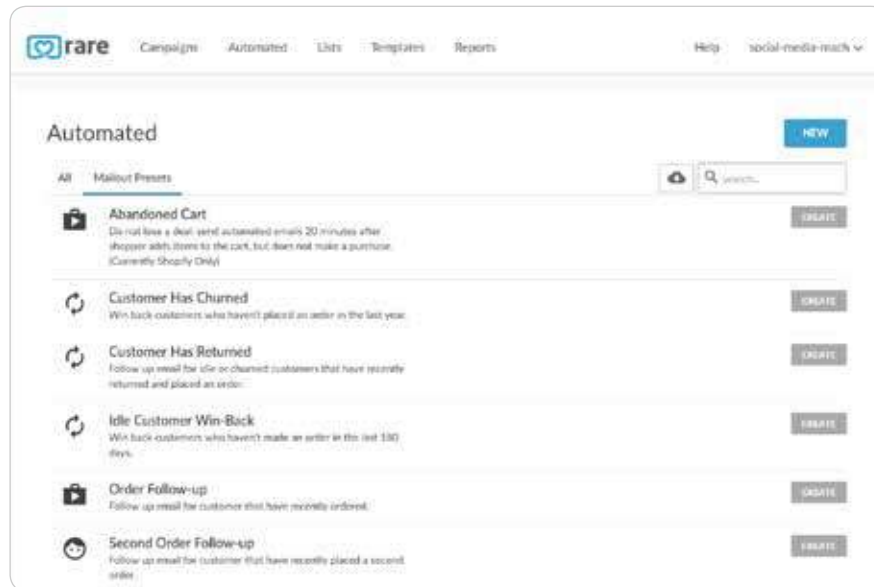 rare Campaigns Automated Lists Templates Reports Help social-media-mach
Automated NEW
All Mailout Presets search...
Abandoned Cart CREATE
Do not lose a deal: send automated emails 20 minutes after
shopper adds items to the cart, but does not make a purchase.
(Currently Shopify Only)
Customer Has Churned CREATE
Win back customers who haven't placed an order in the last year.
Customer Has Returned CREATE
Follow up email for idle or churned customers that have recently
returned and placed an order.
Idle Customer Win-Back CREATE
Win back customers who haven't made an order in the last 180
days.
Order Follow-up CREATE
Follow up email for customer that have recently ordered.
Second Order Follow-up CREATE
Follow up email for customer that have recently placed a second
order.